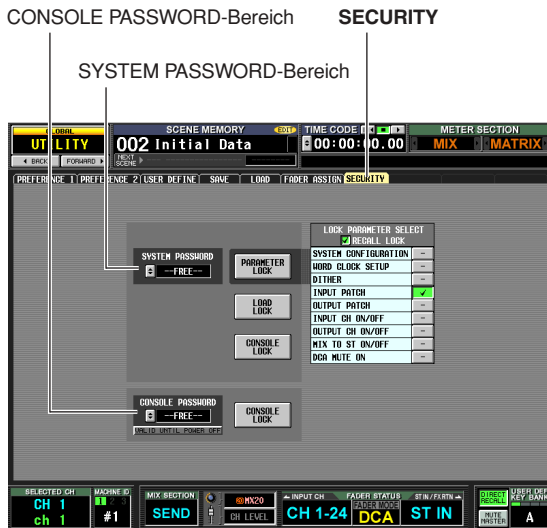 CONSOLE PASSWORD-Bereich SECURITY
SYSTEM PASSWORD-Bereich
GLOBAL SCENE MEMORY EDIT TIME CODE METER SECTION
UTILITY 002 Initial Data 00:00:00.00 MIX MATRIX
BACK FORWARD NEXT SCENE
PREFERENCE 1 PREFERENCE 2 USER DEFINE SAVE LOAD FADER ASSIGN SECURITY
LOCK PARAMETER SELECT
RECALL LOCK
SYSTEM PASSWORD
--FREE--
PARAMETER LOCK
SYSTEM CONFIGURATION
WORD CLOCK SETUP
DITHER
INPUT PATCH
OUTPUT PATCH
INPUT CH ON/OFF
OUTPUT CH ON/OFF
MIX TO ST ON/OFF
DCA MUTE ON
LOAD LOCK
CONSOLE LOCK
CONSOLE PASSWORD
--FREE--
VALID UNTIL POWER OFF
CONSOLE LOCK
SELECTED CH MACHINE ID MIX SECTION INPUT CH FADER STATUS ST IN/FXRTN DIRECT RECALL USER DEF KEY BANK
CH 1 1 2 3 SEND MX20 CH 1-24 FADER MODE ST IN
ch 1 #1 CH LEVEL DCA MUTE MASTER A